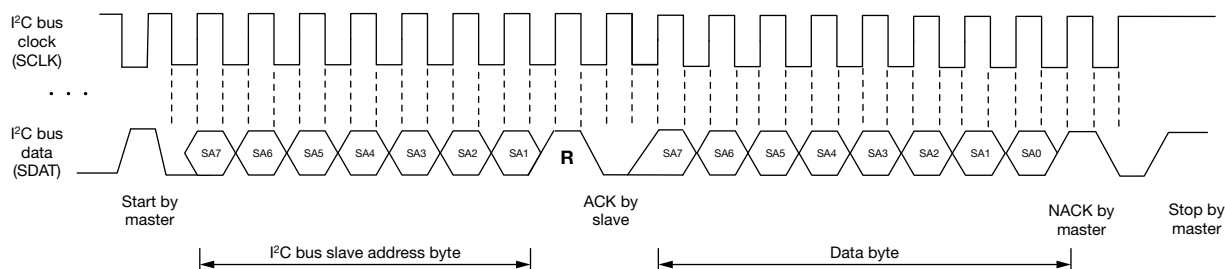 I²C bus
clock
(SCLK)
. . .
I²C bus
data
(SDAT)
SA7 SA6 SA5 SA4 SA3 SA2 SA1 R SA7 SA6 SA5 SA4 SA3 SA2 SA1 SA0
Start by
master
ACK by
slave
NACK by
master
Stop by
master
I²C bus slave address byte
Data byte